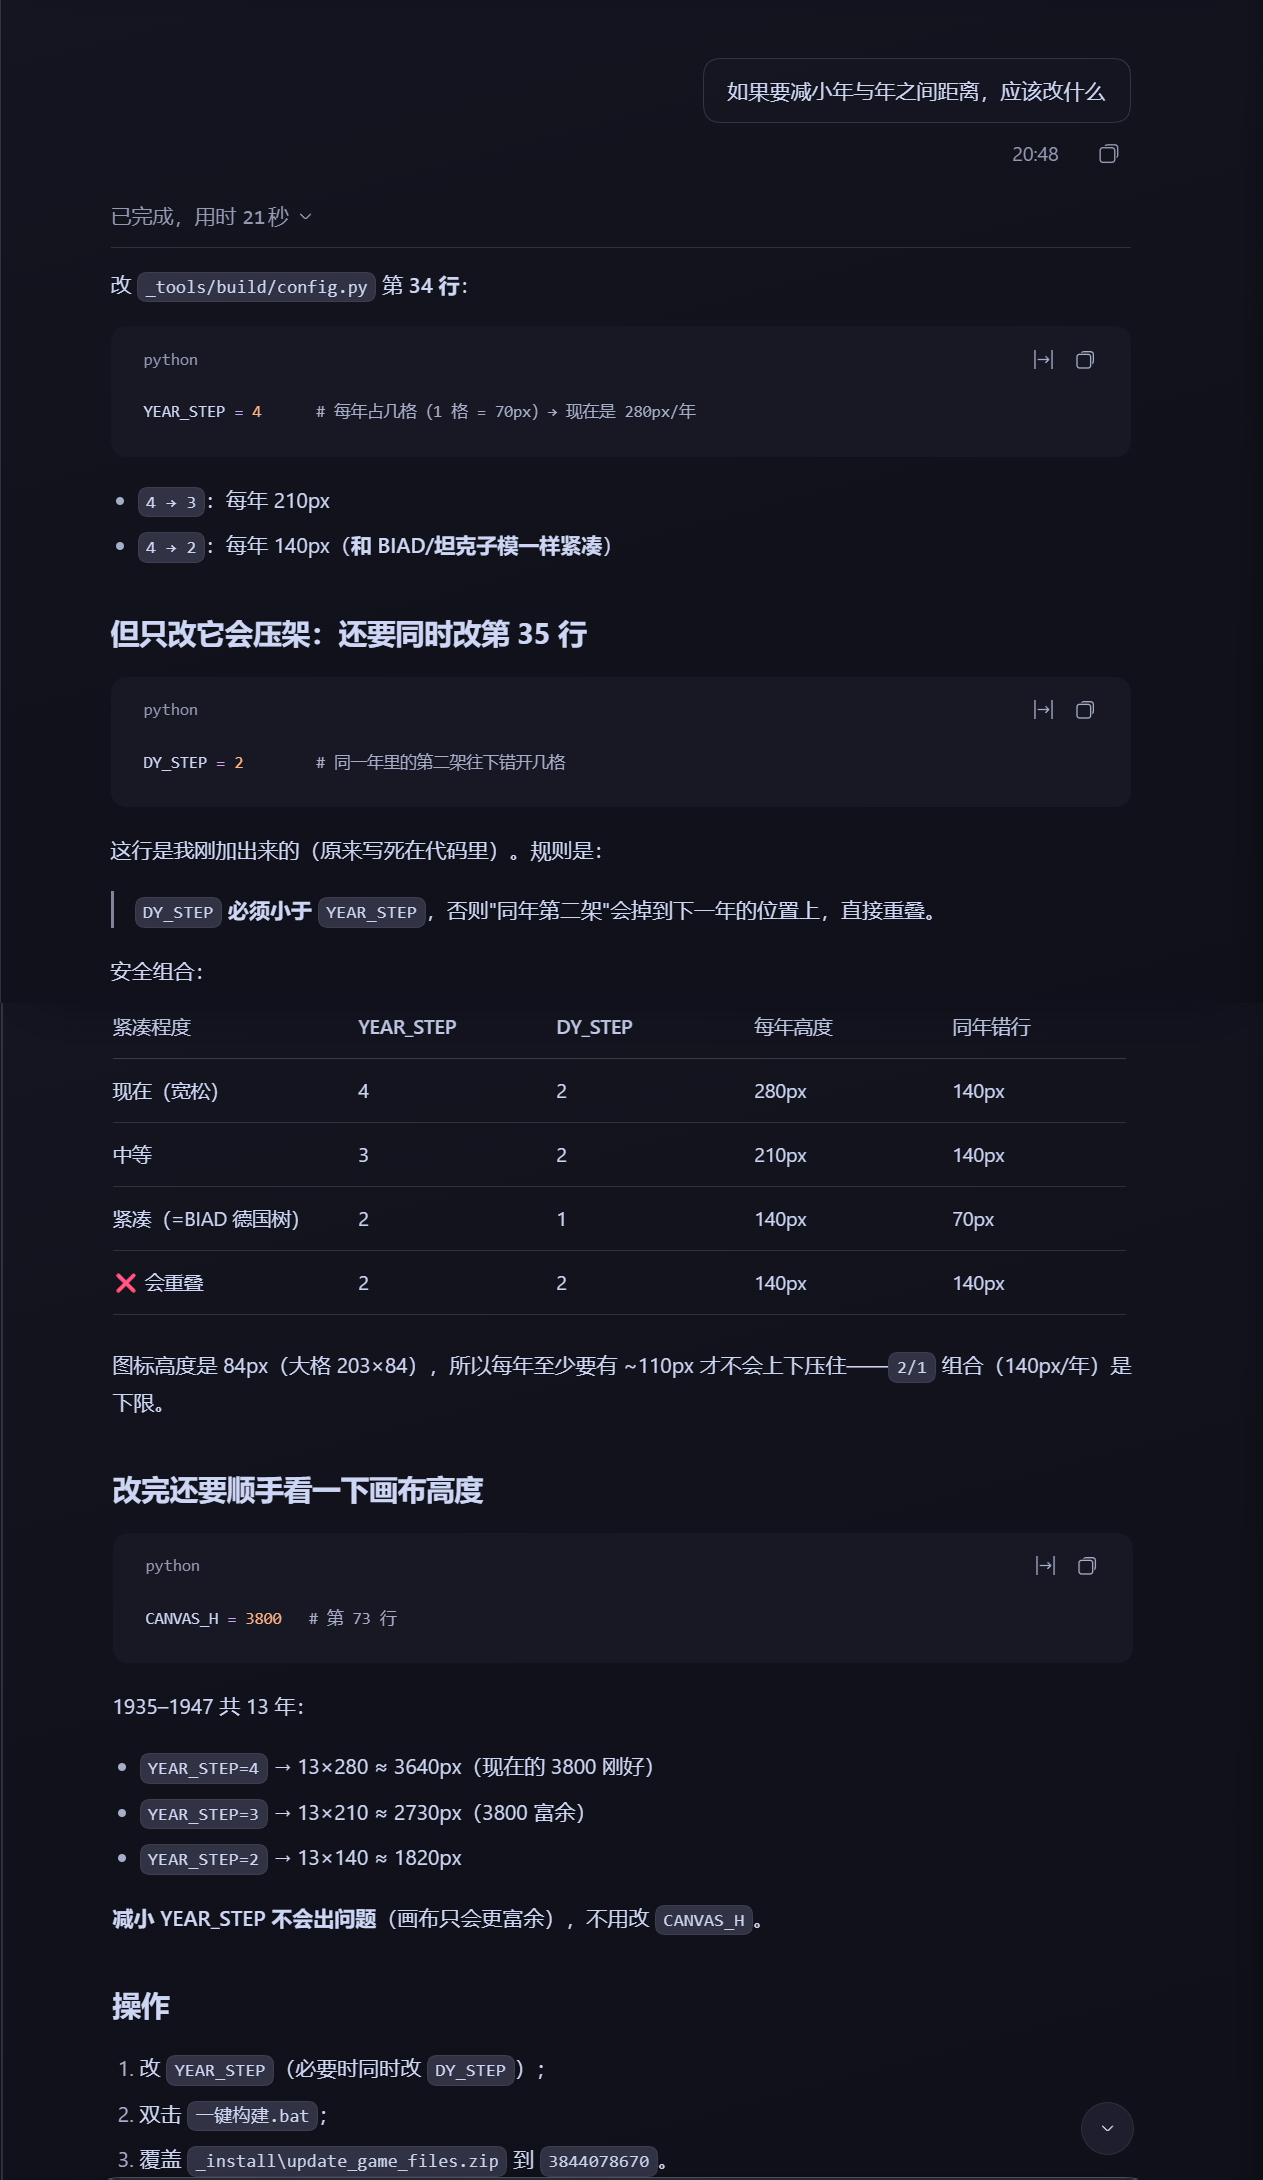 如果要减小年与年之间距离，应该改什么
20:48
已完成，用时 21秒
改 _tools/build/config.py 第 34 行：
python
YEAR_STEP = 4 # 每年占几格（1 格 = 70px）→ 现在是 280px/年
• 4 → 3 ：每年 210px
• 4 → 2 ：每年 140px（和 BIAD/坦克子模一样紧凑）
但只改它会压架：还要同时改第 35 行
python
DY_STEP = 2 # 同一年里的第二架往下错开几格
这行是我刚加出来的（原来写死在代码里）。规则是：
DY_STEP 必须小于 YEAR_STEP，否则"同年第二架"会掉到下一年的位置上，直接重叠。
安全组合：
紧凑程度 YEAR_STEP DY_STEP 每年高度 同年错行
现在（宽松） 4 2 280px 140px
中等 3 2 210px 140px
紧凑（=BIAD 德国树） 2 1 140px 70px
❌ 会重叠 2 2 140px 140px
图标高度是 84px（大格 203×84），所以每年至少要有 ~110px 才不会上下压住——2/1 组合（140px/年）是
下限。
改完还要顺手看一下画布高度
python
CANVAS_H = 3800 # 第 73 行
1935–1947 共 13 年：
• YEAR_STEP=4 → 13×280 ≈ 3640px（现在的 3800 刚好）
• YEAR_STEP=3 → 13×210 ≈ 2730px（3800 富余）
• YEAR_STEP=2 → 13×140 ≈ 1820px
减小 YEAR_STEP 不会出问题（画布只会更富余），不用改 CANVAS_H。
操作
1. 改 YEAR_STEP（必要时同时改 DY_STEP）；
2. 双击 一键构建.bat；
3. 覆盖 _install\update_game_files.zip 到 3844078670。